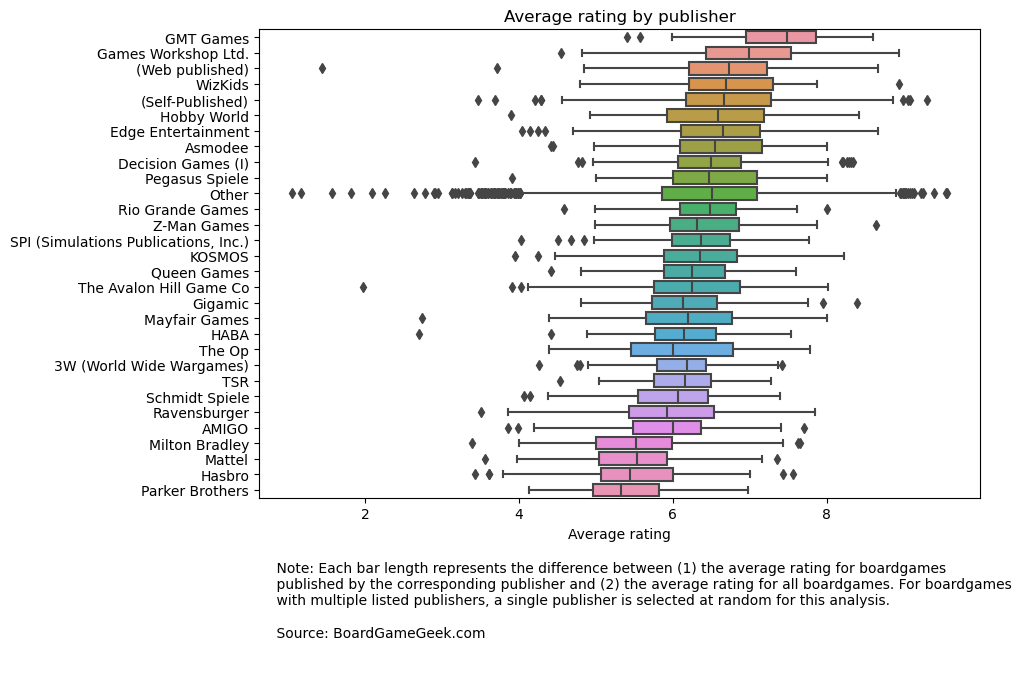 Average rating by publisher
GMT Games
Games Workshop Ltd.
(Web published)
WizKids
(Self-Published)
Hobby World
Edge Entertainment
Asmodee
Decision Games (I)
Pegasus Spiele
Other
Rio Grande Games
Z-Man Games
SPI (Simulations Publications, Inc.)
KOSMOS
Queen Games
The Avalon Hill Game Co
Gigamic
Mayfair Games
HABA
The Op
3W (World Wide Wargames)
TSR
Schmidt Spiele
Ravensburger
AMIGO
Milton Bradley
Mattel
Hasbro
Parker Brothers
2 4 6 8
Average rating
Note: Each bar length represents the difference between (1) the average rating for boardgames
published by the corresponding publisher and (2) the average rating for all boardgames. For boardgames
with multiple listed publishers, a single publisher is selected at random for this analysis.
Source: BoardGameGeek.com